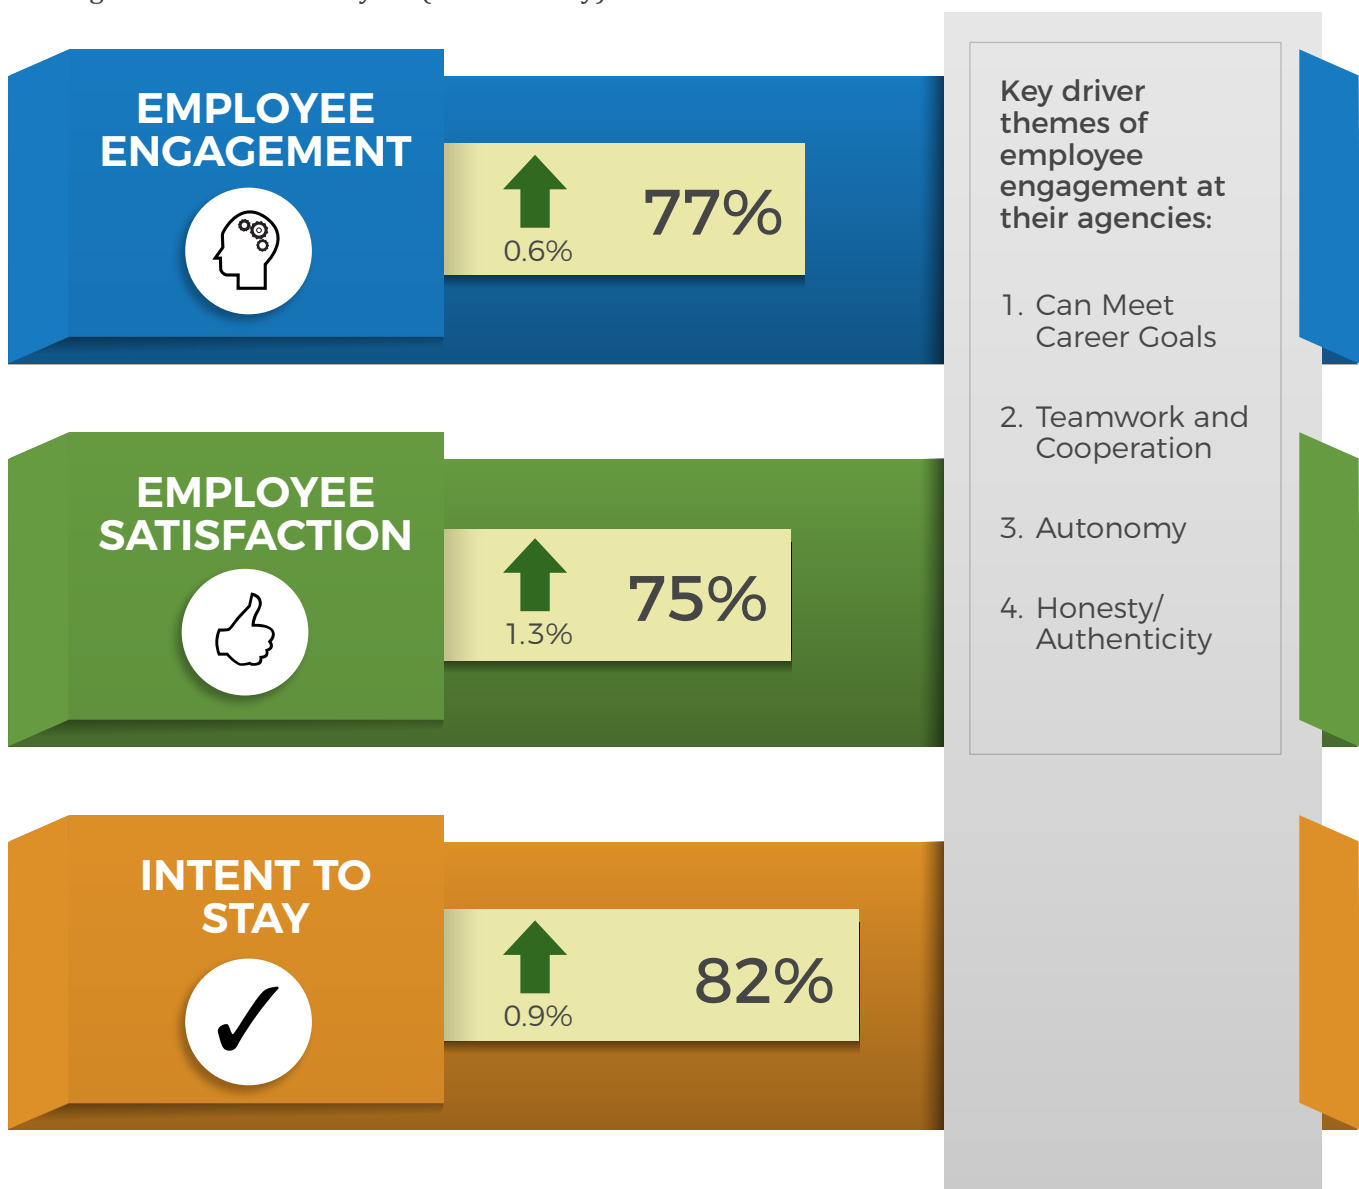 EMPLOYEE
ENGAGEMENT
0.6%
77%
EMPLOYEE
SATISFACTION
1.3%
75%
INTENT TO
STAY
0.9%
82%
Key driver
themes of
employee
engagement at
their agencies:
1. Can Meet
Career Goals
2. Teamwork and
Cooperation
3. Autonomy
4. Honesty/
Authenticity